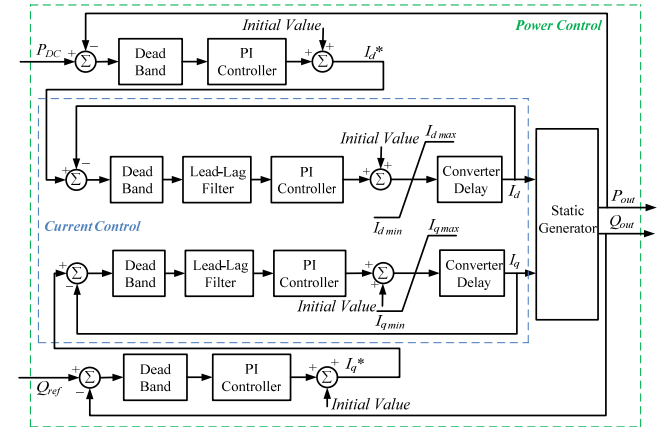 Initial Value
Power Control
P_DC
+
−
Σ
Dead
Band
PI
Controller
+
+
Σ
I_d*
Initial Value
I_d max
+
−
Σ
Dead
Band
Lead-Lag
Filter
PI
Controller
+
+
Σ
Converter
Delay
I_d
I_d min
Static
Generator
P_out
Q_out
Current Control
I_q max
+
−
Σ
Dead
Band
Lead-Lag
Filter
PI
Controller
+
+
Σ
Converter
Delay
I_q
Initial Value
I_q min
Q_ref
+
−
Σ
Dead
Band
PI
Controller
+
+
Σ
I_q*
Initial Value